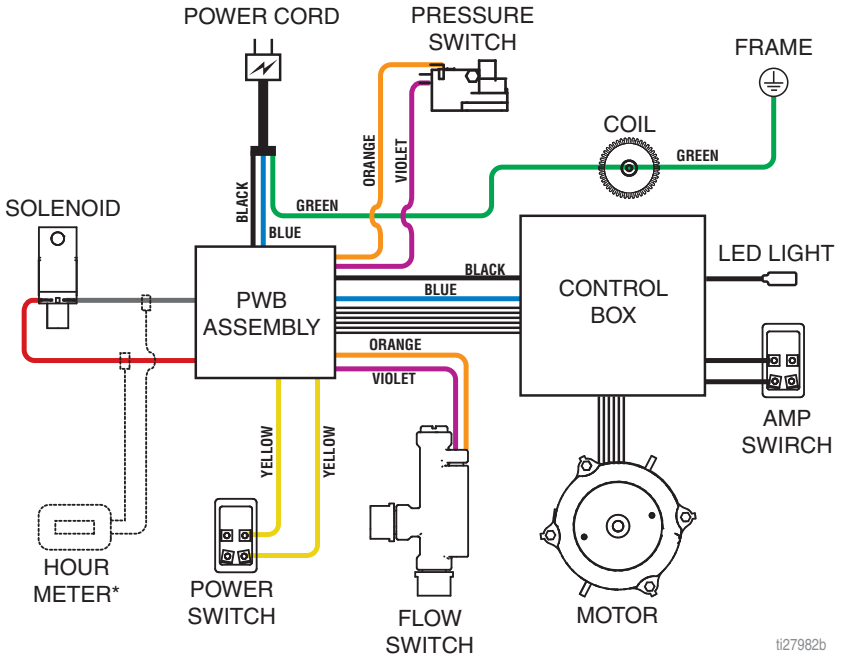 POWER CORD
PRESSURE
SWITCH
FRAME
COIL
ORANGE
VIOLET
GREEN
BLACK
GREEN
BLUE
SOLENOID
PWB
ASSEMBLY
BLACK
BLUE
CONTROL
BOX
LED LIGHT
ORANGE
VIOLET
YELLOW
YELLOW
AMP
SWIRCH
HOUR
METER*
POWER
SWITCH
FLOW
SWITCH
MOTOR
ti27982b